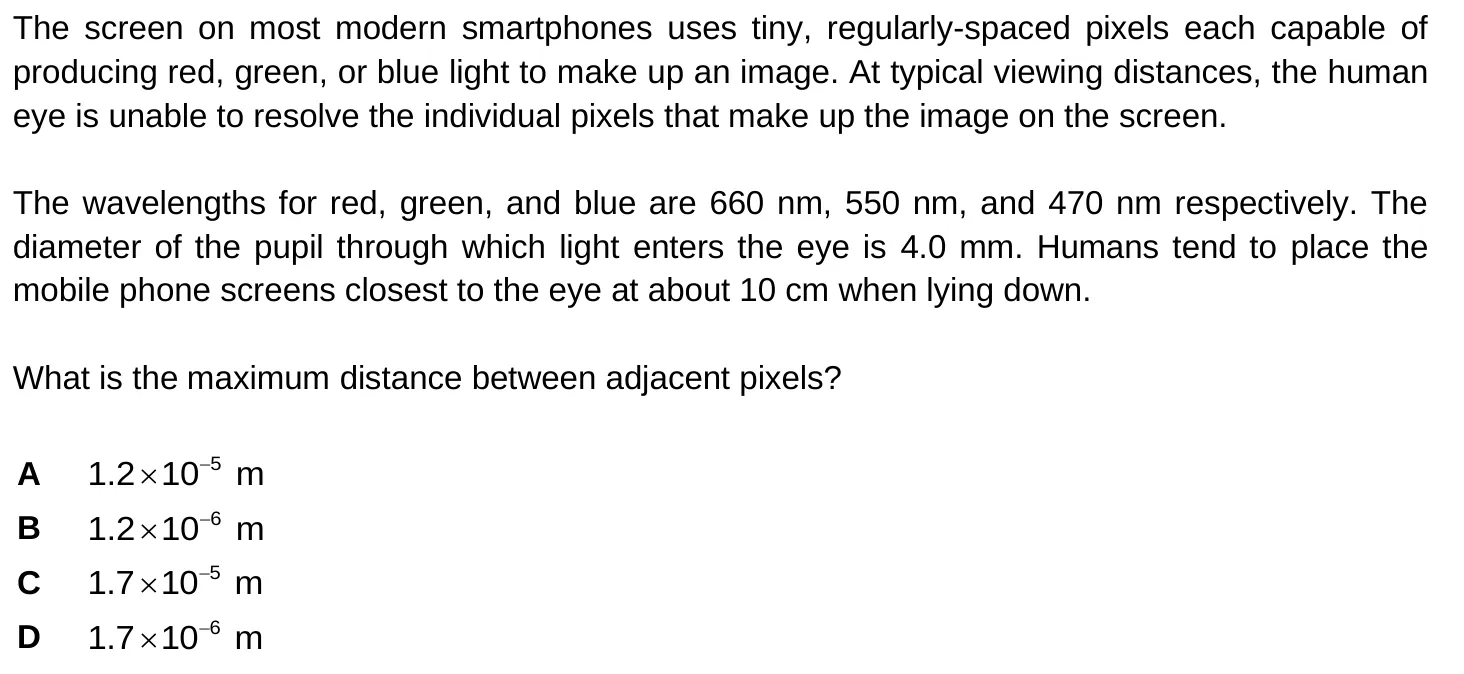 The screen on most modern smartphones uses tiny, regularly-spaced pixels each capable of
producing red, green, or blue light to make up an image. At typical viewing distances, the human
eye is unable to resolve the individual pixels that make up the image on the screen.
The wavelengths for red, green, and blue are 660 nm, 550 nm, and 470 nm respectively. The
diameter of the pupil through which light enters the eye is 4.0 mm. Humans tend to place the
mobile phone screens closest to the eye at about 10 cm when lying down.
What is the maximum distance between adjacent pixels?
A 1.2×10⁻⁵ m
B 1.2×10⁻⁶ m
C 1.7×10⁻⁵ m
D 1.7×10⁻⁶ m